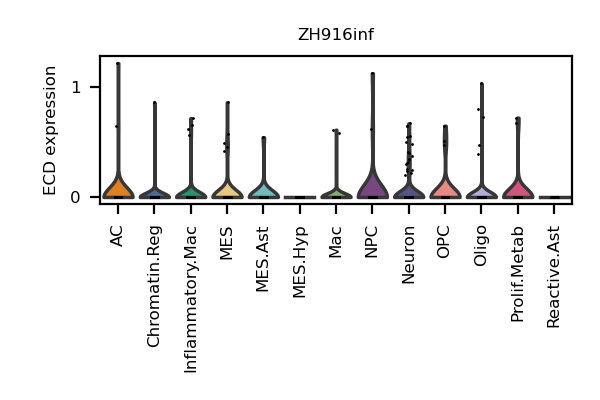 ZH916inf
ECD expression
1
0
AC
Chromatin.Reg
Inflammatory.Mac
MES
MES.Ast
MES.Hyp
Mac
NPC
Neuron
OPC
Oligo
Prolif.Metab
Reactive.Ast